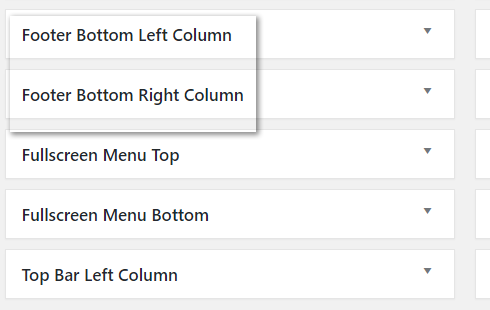 Footer Bottom Left Column
Footer Bottom Right Column
Fullscreen Menu Top
Fullscreen Menu Bottom
Top Bar Left Column